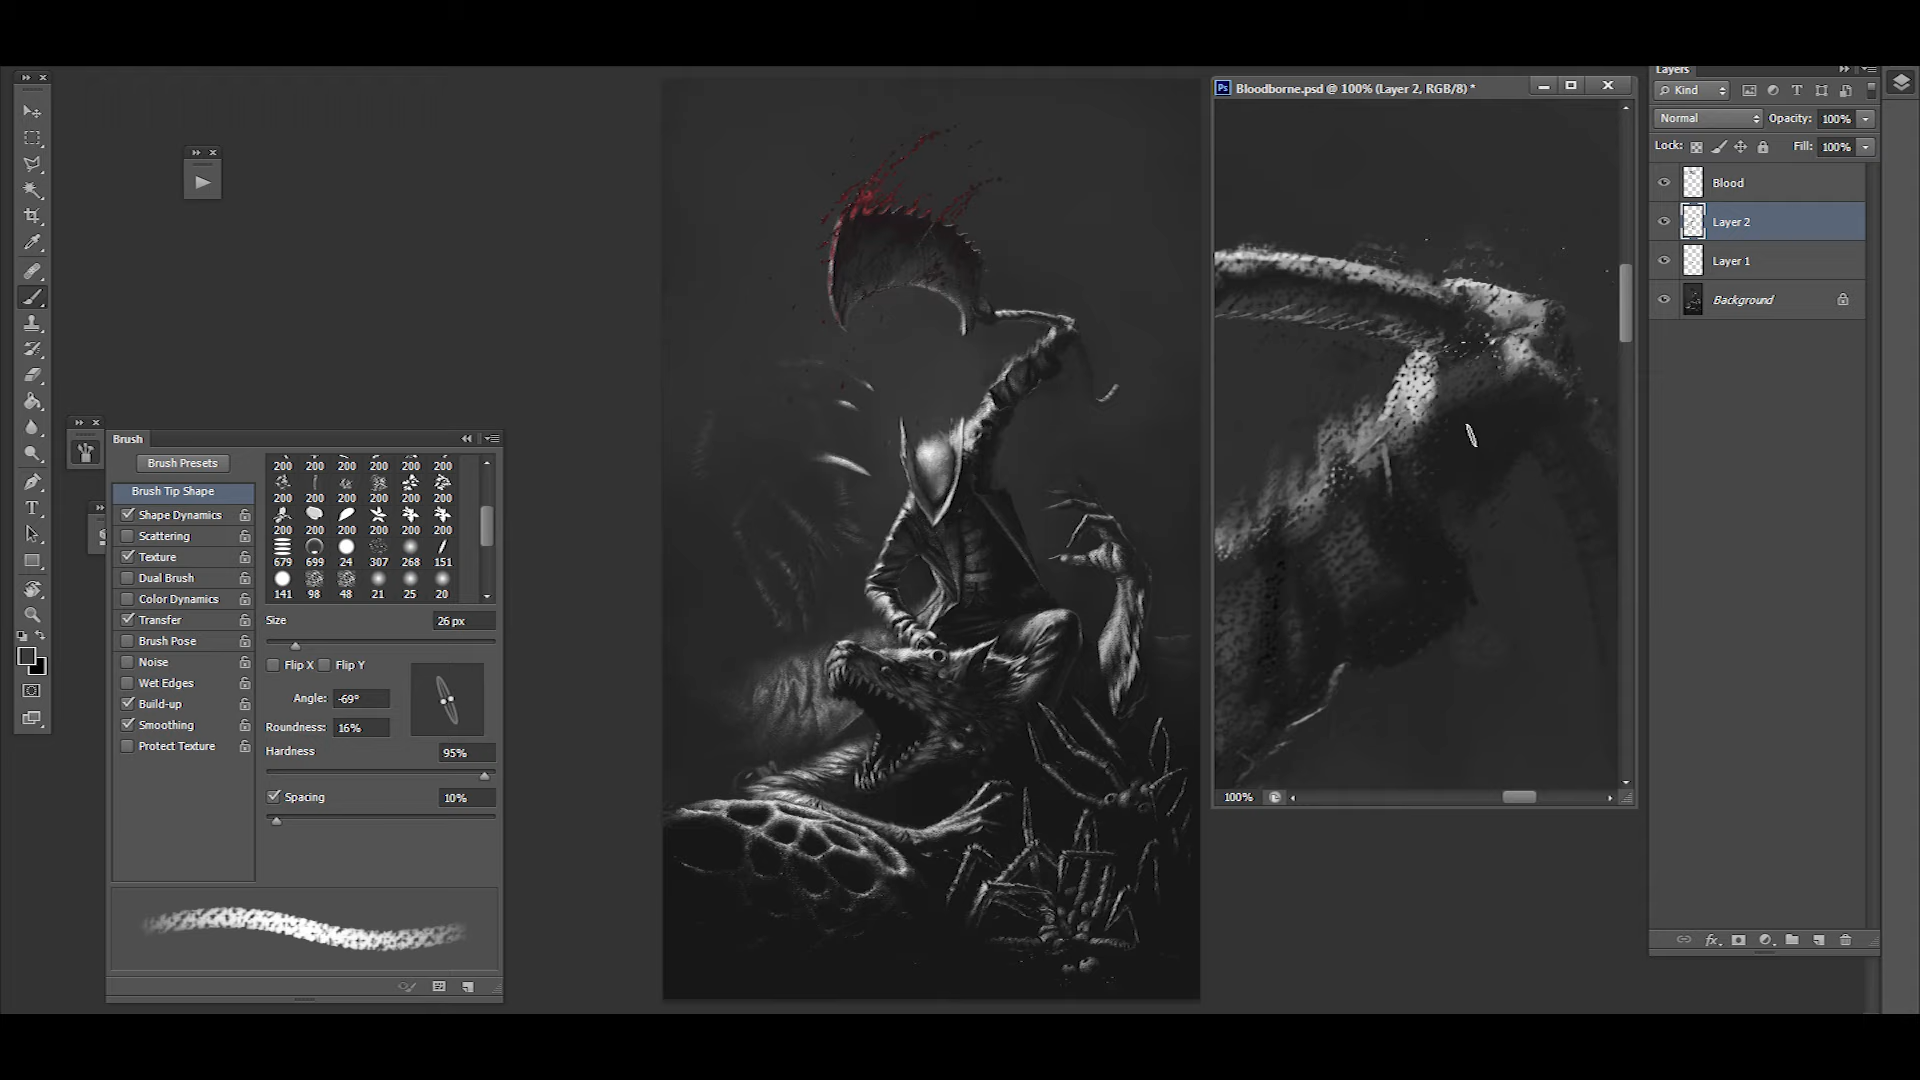 Ps Bloodborne.psd @ 100% (Layer 2, RGB/8) *
100%
Layers
Kind
Normal
Opacity: 100%
Lock:
Fill: 100%
Blood
Layer 2
Layer 1
Background
Brush
Brush Presets
Brush Tip Shape
Shape Dynamics
Scattering
Texture
Dual Brush
Color Dynamics
Transfer
Brush Pose
Noise
Wet Edges
Build-up
Smoothing
Protect Texture
200 200 200 200 200 200
200 200 200 200 200 200
200 200 200 200 200 200
679 699 24 307 268 151
141 98 48 21 25 20
Size 26 px
Flip X Flip Y
Angle: -69°
Roundness: 16%
Hardness 95%
Spacing 10%